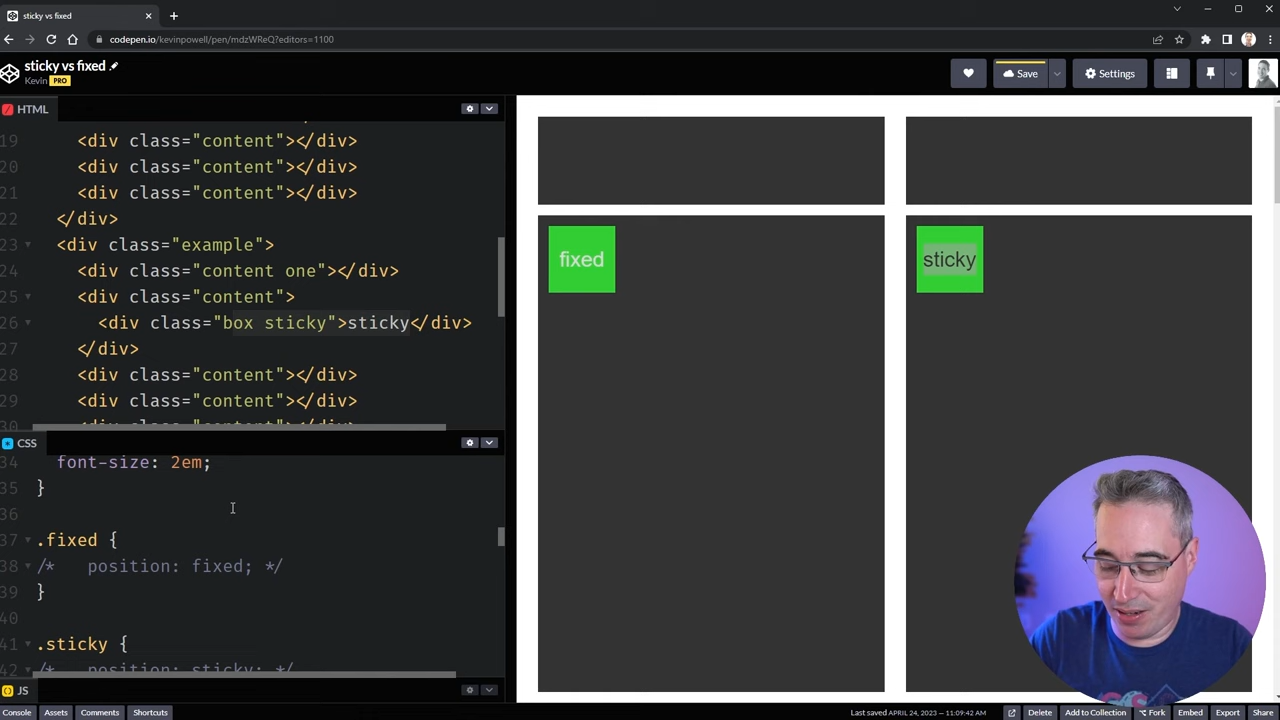 sticky vs fixed
codepen.io/kevinpowell/pen/mdzWReQ?editors=1100
sticky vs fixed
Kevin PRO
Save
Settings
HTML
19 <div class="content"></div>
20 <div class="content"></div>
21 <div class="content"></div>
22 </div>
23 <div class="example">
24 <div class="content one"></div>
25 <div class="content">
26 <div class="box sticky">sticky</div>
27 </div>
28 <div class="content"></div>
29 <div class="content"></div>
30
CSS
34 font-size: 2em;
35 }
36
37 .fixed {
38 /* position: fixed; */
39 }
40
41 .sticky {
42 /* position: sticky; */
JS
fixed
sticky
Console Assets Comments Shortcuts
Last saved APRIL 24, 2023 — 11:09:42 AM
Delete Add to Collection Fork Embed Export Share